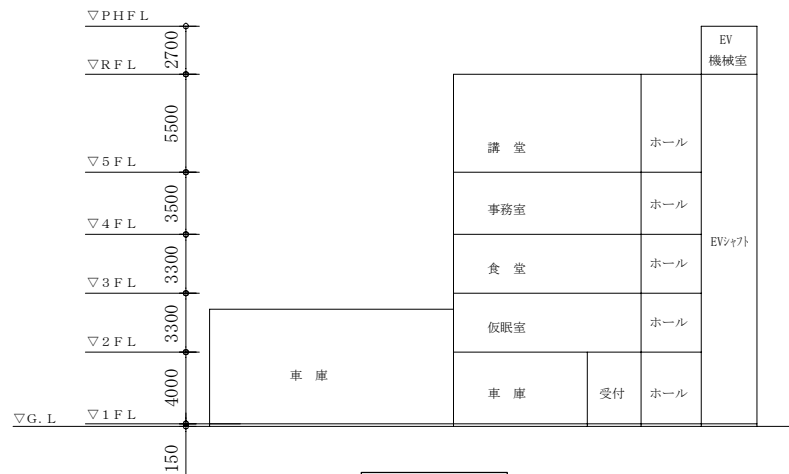 ▽PHFL
2700
EV
機械室
▽RFL
5500
講 堂
ホール
▽5FL
3500
事務室
ホール
▽4FL
EVシャフト
3300
食 堂
ホール
▽3FL
3300
仮眠室
ホール
▽2FL
4000
車 庫
車 庫
受付
ホール
▽1FL
▽G.L
150